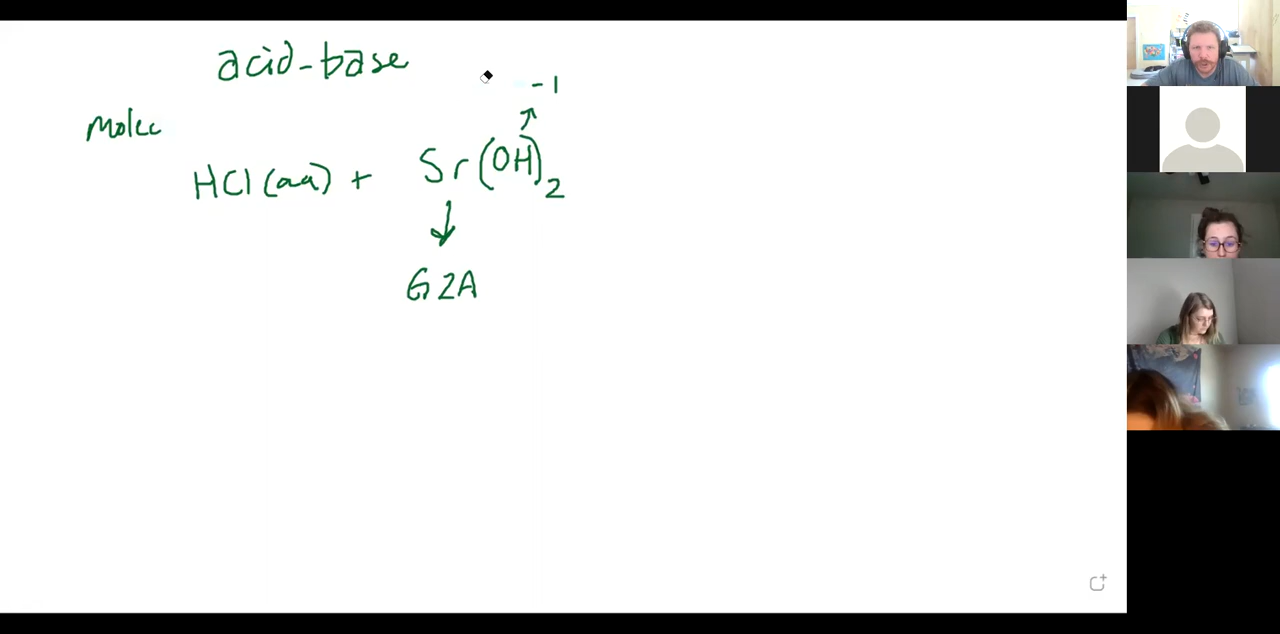 acid-base
-1
Molec
HCl(aq) + Sr(OH)2
G2A